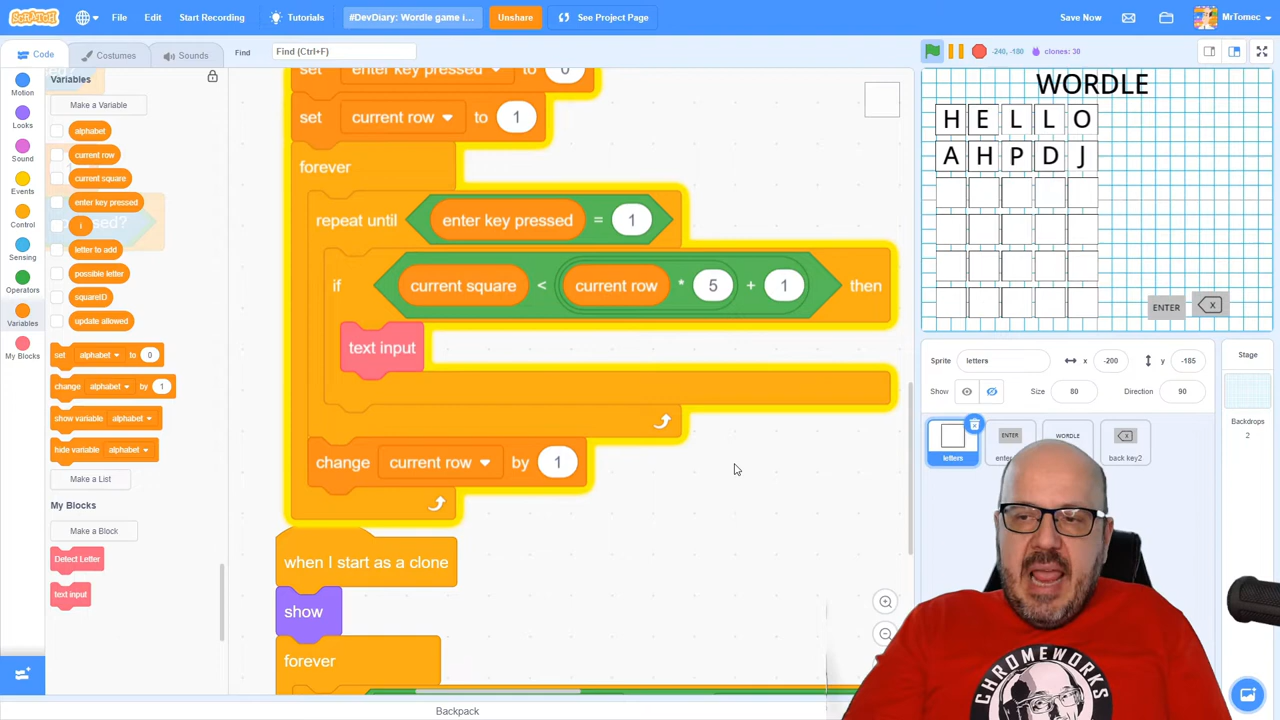 SCRATCH
File
Edit
Start Recording
Tutorials
#DevDiary: Wordle game i...
Unshare
See Project Page
Save Now
MrTomec
Code
Costumes
Sounds
Find
Find (Ctrl+F)
-240, -180
clones: 30
Motion
Looks
Sound
Events
Control
Sensing
Operators
Variables
My Blocks
Variables
Make a Variable
alphabet
current row
current square
enter key pressed
i
letter to add
possible letter
squareID
update allowed
set alphabet to 0
change alphabet by 1
show variable alphabet
hide variable alphabet
Make a List
My Blocks
Make a Block
Detect Letter
text input
set enter key pressed to 0
set current row to 1
forever
repeat until enter key pressed = 1
if current square < current row * 5 + 1 then
text input
change current row by 1
when I start as a clone
show
forever
Backpack
WORDLE
H E L L O
A H P D J
ENTER
X
Sprite
letters
x
-200
y
-185
Show
Size
80
Direction
90
Stage
Backdrops
2
letters
ENTER
enter
WORDLE
X
back key2
CHROMEWORKS